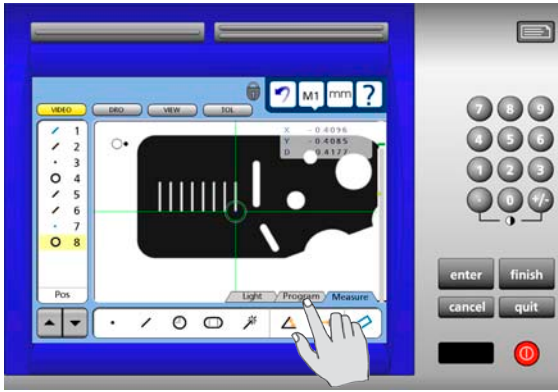 M1 mm ?
VIDEO DRO VIEW TOL
X -0.4096
Y -0.4085
D 0.4177
1
2
3
4
5
6
7
8
Pos
Light Program Measure
7 8 9
4 5 6
1 2 3
. 0 +/-
enter finish
cancel quit